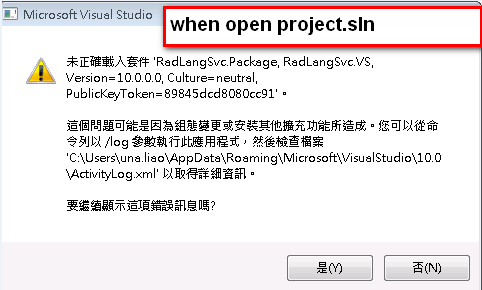 Microsoft Visual Studio
when open project.sln
未正確載入套件 'RadLangSvc.Package, RadLangSvc.VS,
Version=10.0.0.0, Culture=neutral,
PublicKeyToken=89845dcd8080cc91'。
這個問題可能是因為組態變更或安裝其他擴充功能所造成。您可以從命
令列以 /log 參數執行此應用程式，然後檢查檔案
'C:\Users\una.liao\AppData\Roaming\Microsoft\VisualStudio\10.0
\ActivityLog.xml' 以取得詳細資訊。
要繼續顯示這項錯誤訊息嗎?
是(Y)
否(N)